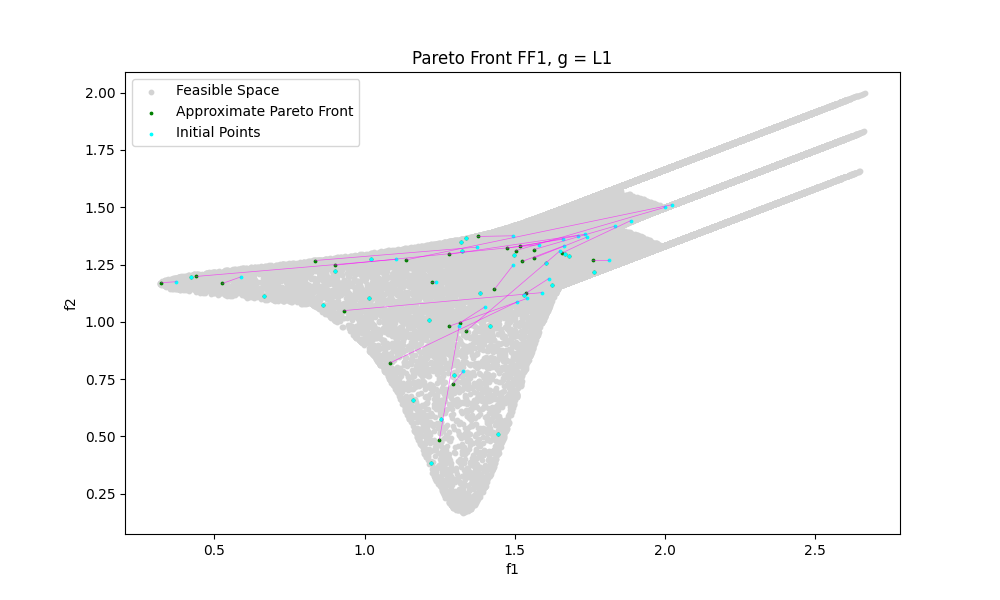 Pareto Front FF1, g = L1
Feasible Space
Approximate Pareto Front
Initial Points
2.00
1.75
1.50
1.25
1.00
0.75
0.50
0.25
f2
0.5
1.0
1.5
2.0
2.5
f1